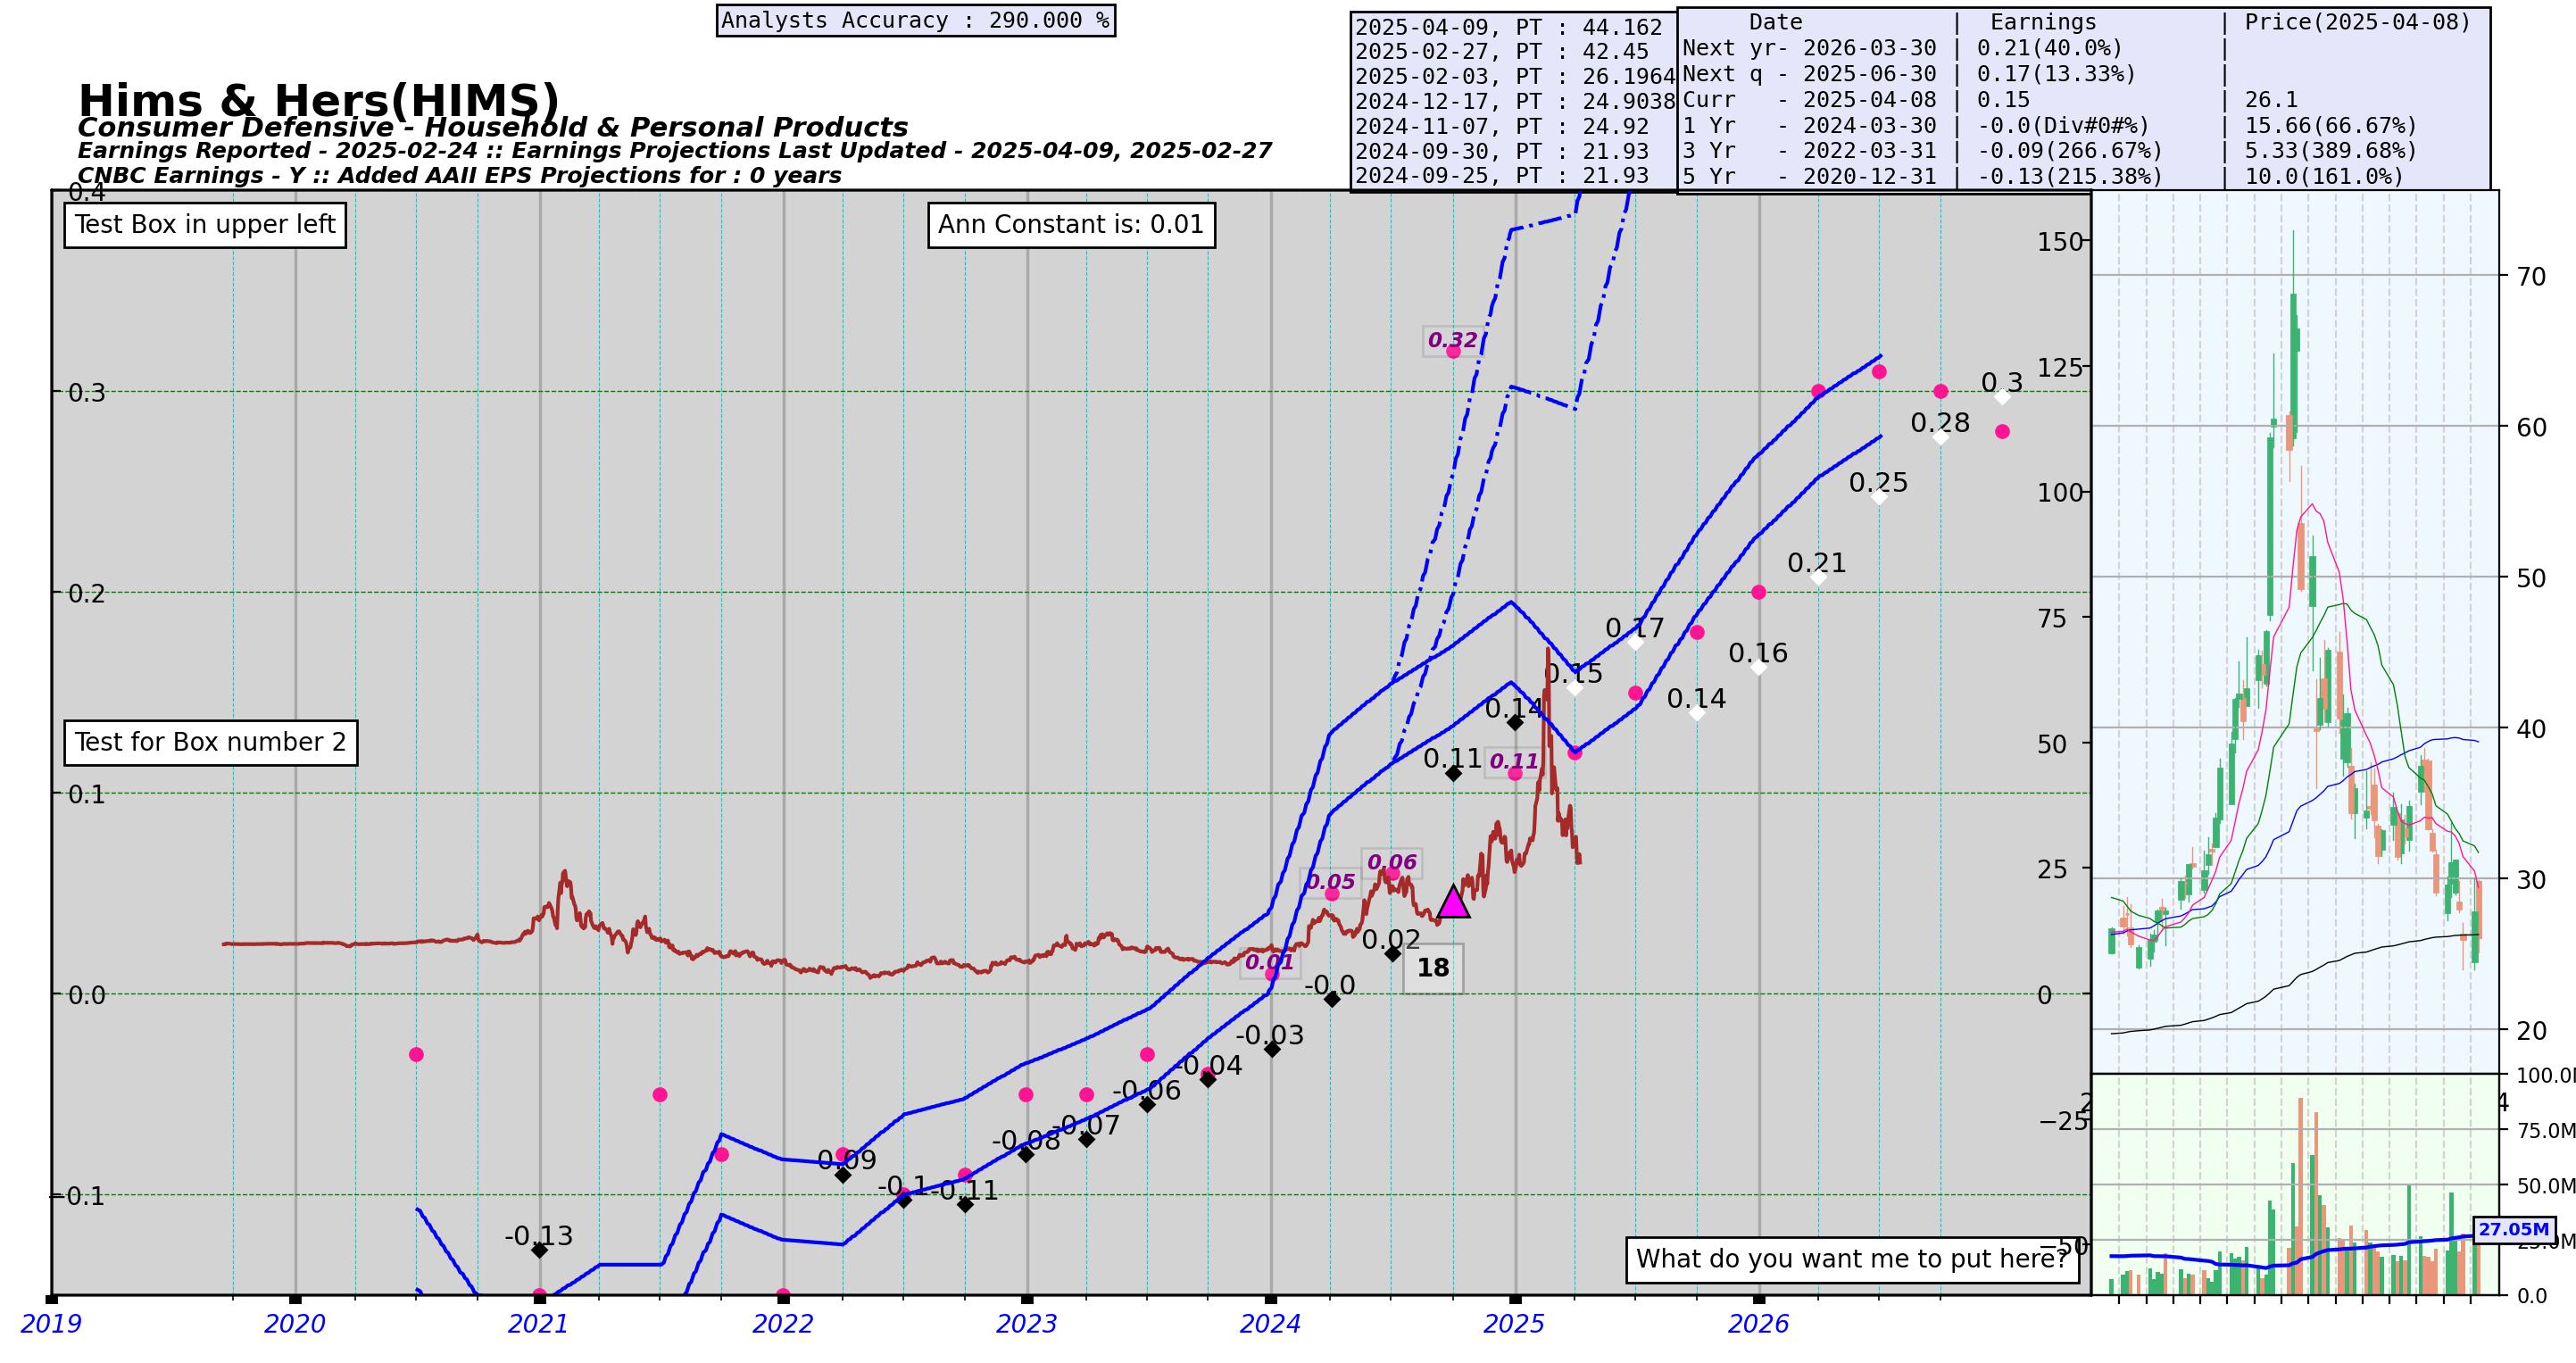 Analysts Accuracy : 290.000 %
2025-04-09, PT : 44.162
2025-02-27, PT : 42.45
2025-02-03, PT : 26.1964
2024-12-17, PT : 24.9038
2024-11-07, PT : 24.92
2024-09-30, PT : 21.93
2024-09-25, PT : 21.93
Date | Earnings | Price(2025-04-08)
Next yr- 2026-03-30 | 0.21(40.0%) |
Next q - 2025-06-30 | 0.17(13.33%) |
Curr - 2025-04-08 | 0.15 | 26.1
1 Yr - 2024-03-30 | -0.0(Div#0#%) | 15.66(66.67%)
3 Yr - 2022-03-31 | -0.09(266.67%) | 5.33(389.68%)
5 Yr - 2020-12-31 | -0.13(215.38%) | 10.0(161.0%)
Hims & Hers(HIMS)
Consumer Defensive - Household & Personal Products
Earnings Reported - 2025-02-24 :: Earnings Projections Last Updated - 2025-04-09, 2025-02-27
CNBC Earnings - Y :: Added AAII EPS Projections for : 0 years
0.4
0.3
0.2
0.1
0.0
−0.1
Test Box in upper left
Ann Constant is: 0.01
Test for Box number 2
What do you want me to put here?
-0.13
0.09
-0.1
-0.11
-0.08
-0.07
-0.06
-0.04
-0.03
-0.0
0.02
0.11
0.14
0.15
0.17
0.14
0.16
0.21
0.25
0.28
0.3
0.01
0.05
0.06
0.32
0.11
18
150
125
100
75
50
25
0
−25
−50
70
60
50
40
30
20
100.0M
75.0M
50.0M
27.05M
0.0
2019
2020
2021
2022
2023
2024
2025
2026